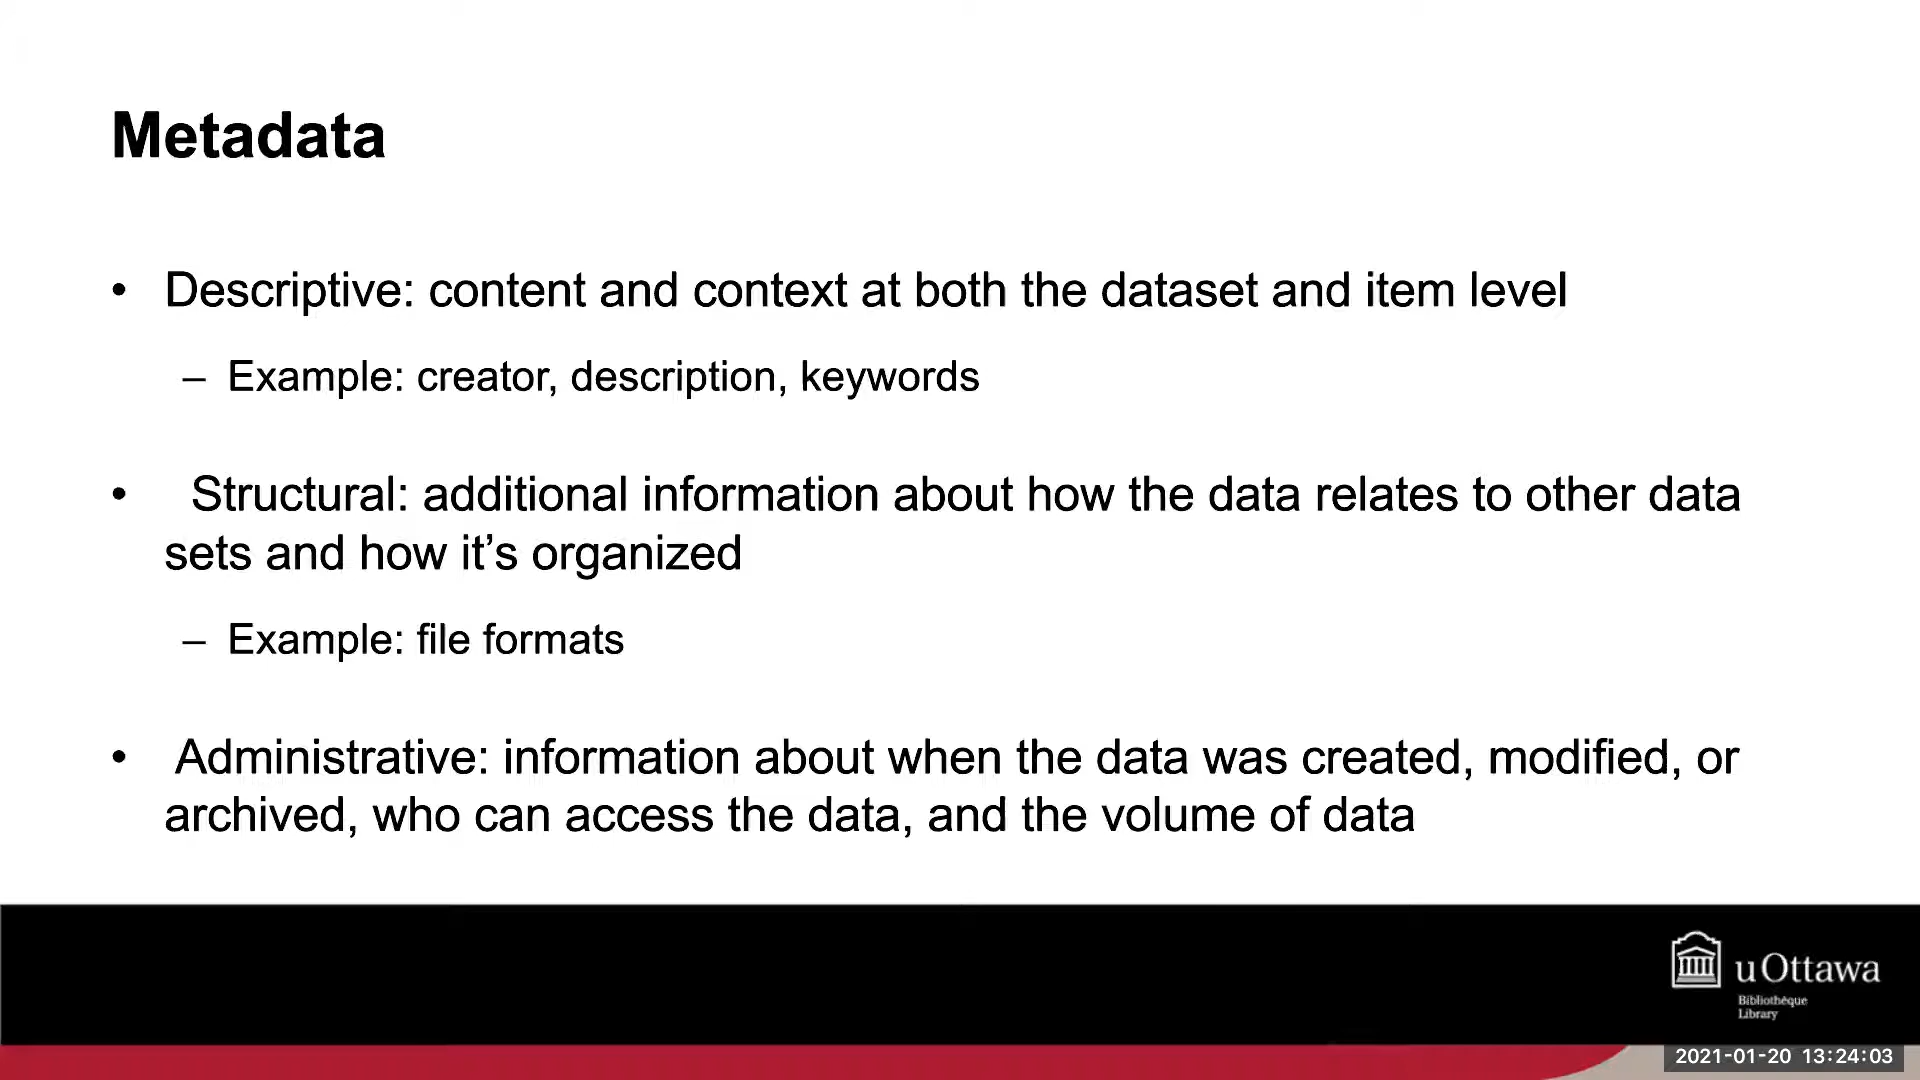 Metadata
• Descriptive: content and context at both the dataset and item level
– Example: creator, description, keywords
• Structural: additional information about how the data relates to other data
sets and how it’s organized
– Example: file formats
• Administrative: information about when the data was created, modified, or
archived, who can access the data, and the volume of data
uOttawa
Bibliothèque
Library
2021-01-20 13:24:03